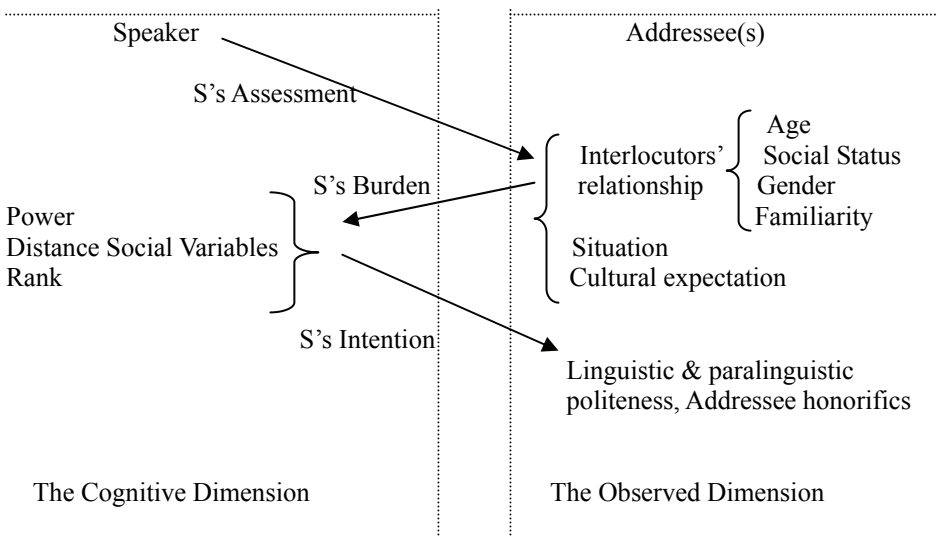 Speaker
Addressee(s)
S’s Assessment
Age
Interlocutors’
Social Status
relationship
Gender
Familiarity
S’s Burden
Power
Distance Social Variables
Rank
Situation
Cultural expectation
S’s Intention
Linguistic & paralinguistic
politeness, Addressee honorifics
The Cognitive Dimension
The Observed Dimension